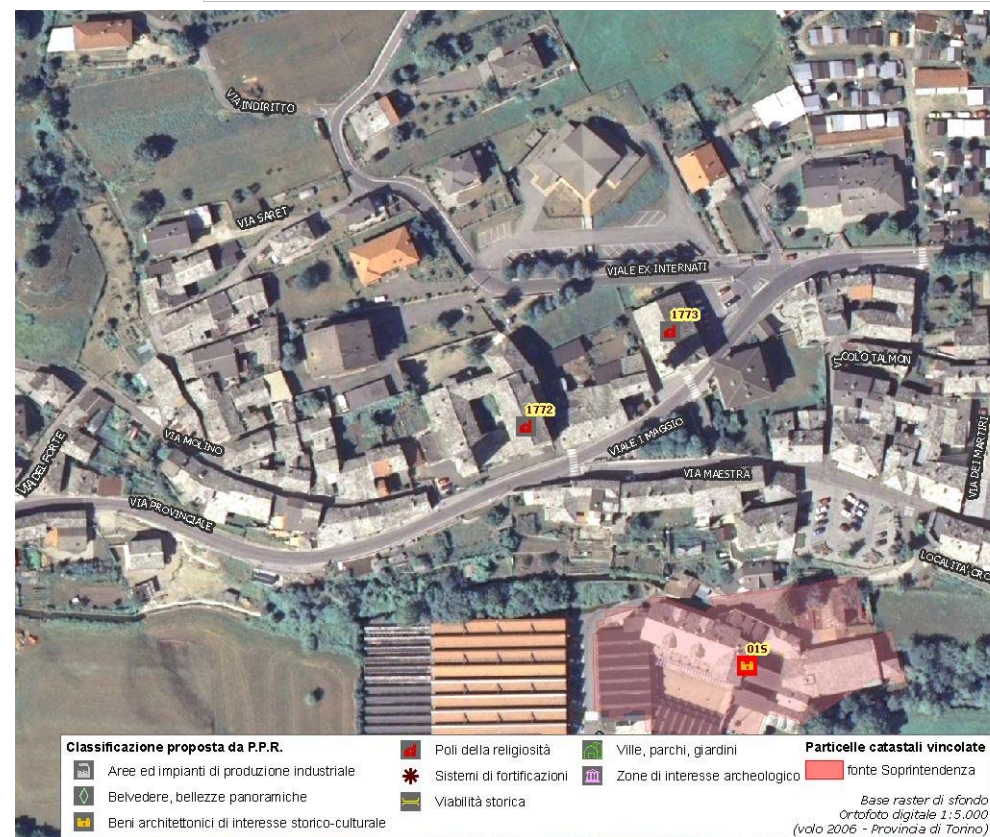 VIA INDIRITTO
VIA SARET
VIALE EX INTERNATI
1773
COLO TALMON
1772
VIALE I MAGGIO
VIA MOLINO
VIA DEL FORTE
VIA MAESTRA
VIA DEI MARTIRI
VIA PROVINCIALE
LOCALITA' CRO
015
Classificazione proposta da P.P.R.
Aree ed impianti di produzione industriale
Belvedere, bellezze panoramiche
Beni architettonici di interesse storico-culturale
Poli della religiosità
Sistemi di fortificazioni
Viabilità storica
Ville, parchi, giardini
Zone di interesse archeologico
Particelle catastali vincolate
fonte Soprintendenza
Base raster di sfondo
Ortofoto digitale 1:5.000
(volo 2006 - Provincia di Torino)